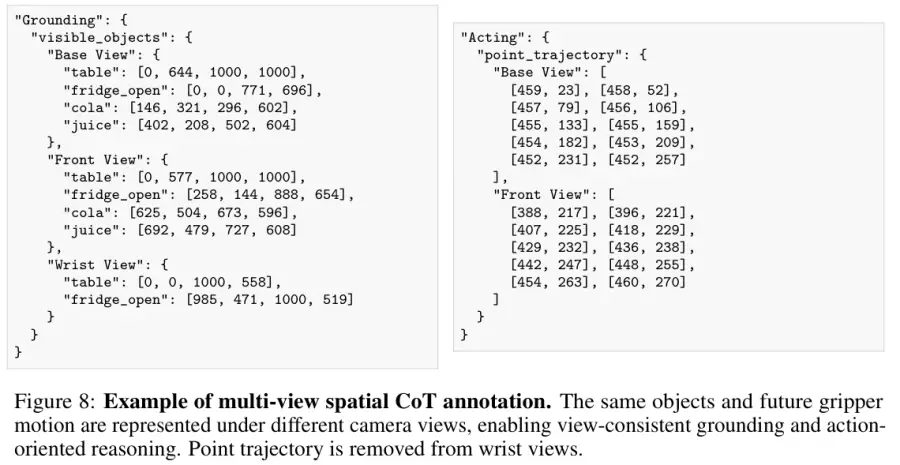 "Grounding": {
"visible_objects": {
"Base View": {
"table": [0, 644, 1000, 1000],
"fridge_open": [0, 0, 771, 696],
"cola": [146, 321, 296, 602],
"juice": [402, 208, 502, 604]
},
"Front View": {
"table": [0, 577, 1000, 1000],
"fridge_open": [258, 144, 888, 654],
"cola": [625, 504, 673, 596],
"juice": [692, 479, 727, 608]
},
"Wrist View": {
"table": [0, 0, 1000, 558],
"fridge_open": [985, 471, 1000, 519]
}
}
}
"Acting": {
"point_trajectory": {
"Base View": [
[459, 23], [458, 52],
[457, 79], [456, 106],
[455, 133], [455, 159],
[454, 182], [453, 209],
[452, 231], [452, 257]
],
"Front View": [
[388, 217], [396, 221],
[407, 225], [418, 229],
[429, 232], [436, 238],
[442, 247], [448, 255],
[454, 263], [460, 270]
]
}
}
Figure 8: Example of multi-view spatial CoT annotation. The same objects and future gripper
motion are represented under different camera views, enabling view-consistent grounding and action-
oriented reasoning. Point trajectory is removed from wrist views.